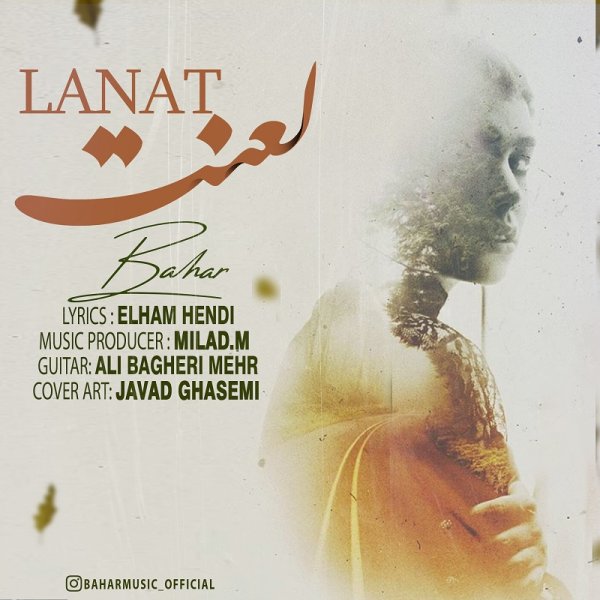 LANAT
لعنت
Bahar
LYRICS : ELHAM HENDI
MUSIC PRODUCER : MILAD.M
GUITAR: ALI BAGHERI MEHR
COVER ART: JAVAD GHASEMI
BAHARMUSIC_OFFICIAL